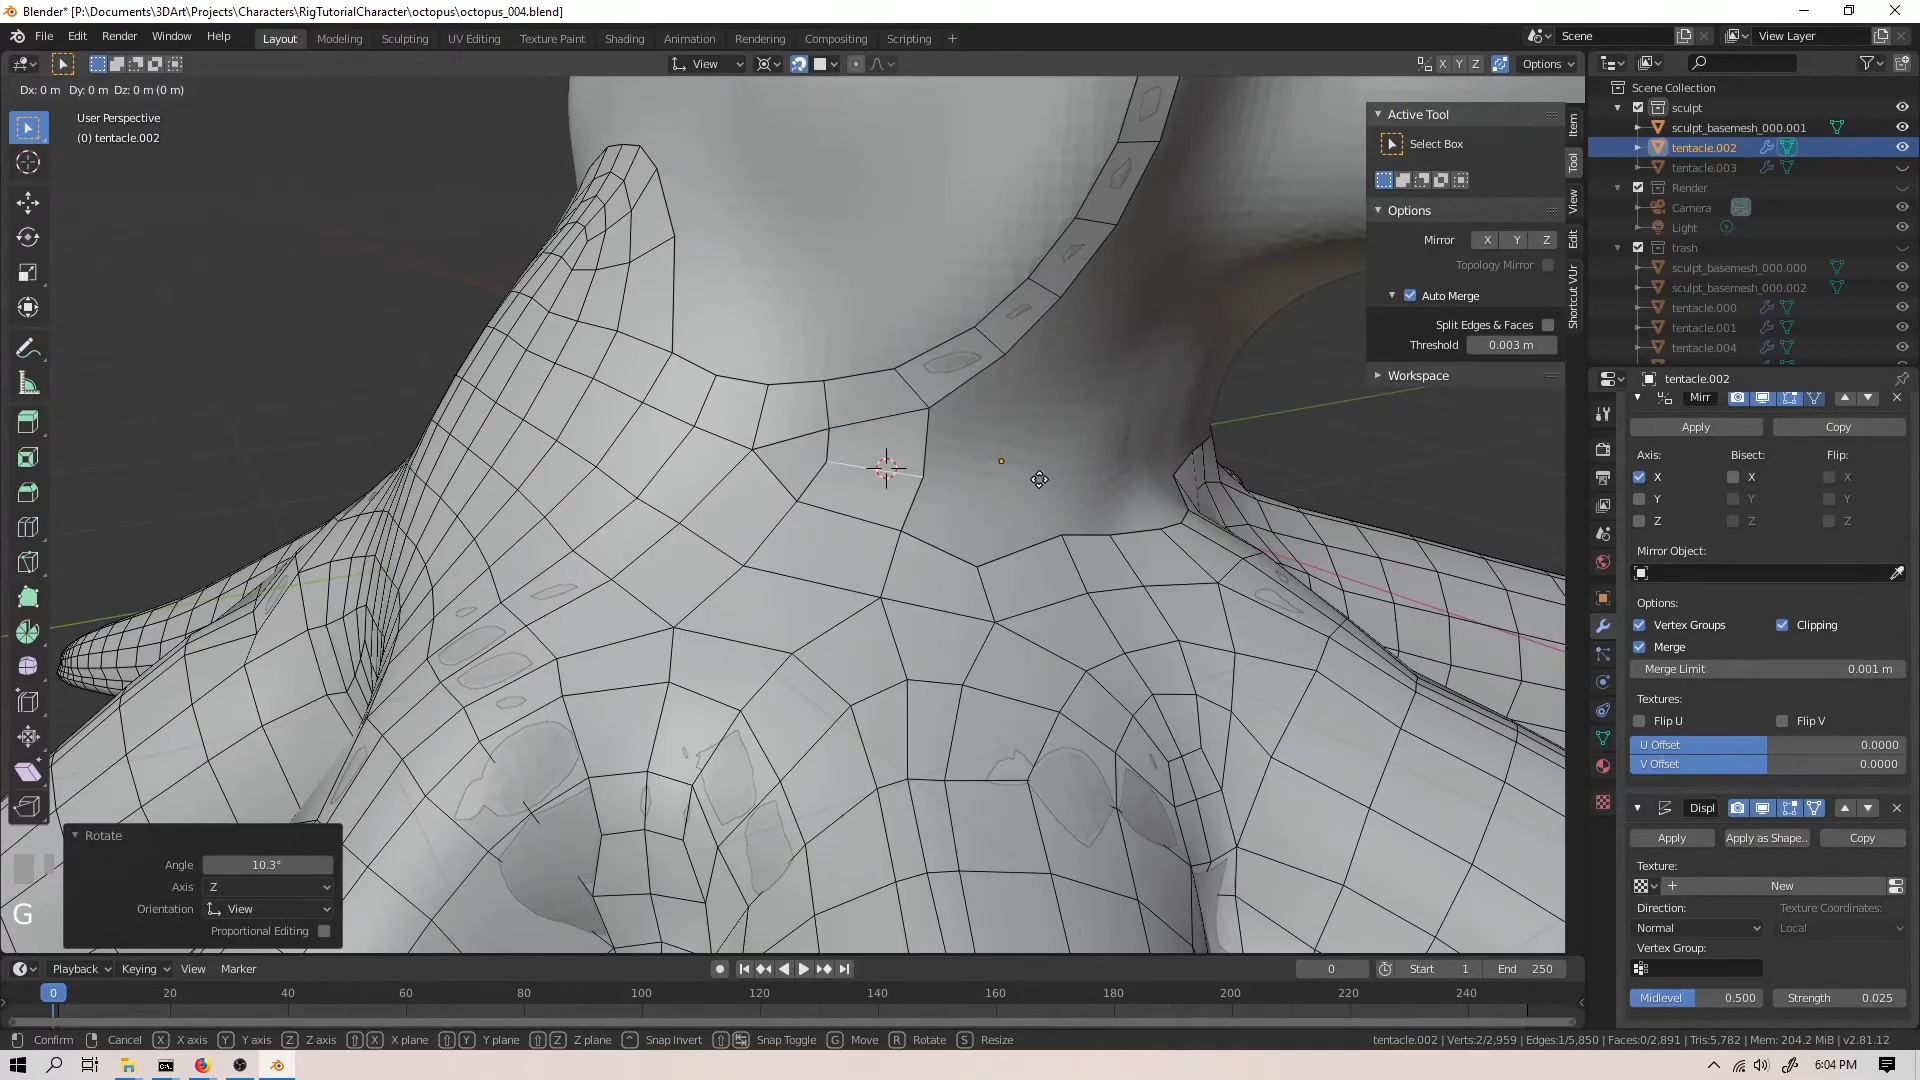 Blender* [P:\Documents\3DArt\Projects\Characters\RigTutorialCharacter\octopus\octopus_004.blend]
File Edit Render Window Help Layout Modeling Sculpting UV Editing Texture Paint Shading Animation Rendering Compositing Scripting + Scene View Layer
View X Y Z Options
Dx: 0 m Dy: 0 m Dz: 0 m (0 m)
User Perspective
(0) tentacle.002
Active Tool
Select Box
Options
Mirror X Y Z
Topology Mirror
Auto Merge
Split Edges & Faces
Threshold 0.003 m
Workspace
Item
Tool
View
Edit
Shortcut VUr
Scene Collection
sculpt
sculpt_basemesh_000.001
tentacle.002
tentacle.003
Render
Camera
Light
trash
sculpt_basemesh_000.000
sculpt_basemesh_000.002
tentacle.000
tentacle.001
tentacle.004
tentacle.002
Mirr
Apply Copy
Axis: Bisect: Flip:
X X X
Y Y Y
Z Z Z
Mirror Object:
Options:
Vertex Groups Clipping
Merge
Merge Limit 0.001 m
Textures:
Flip U Flip V
U Offset 0.0000
V Offset 0.0000
Displ
Apply Apply as Shape.. Copy
Texture:
New
Direction: Texture Coordinates:
Normal Local
Vertex Group:
Midlevel 0.500 Strength 0.025
Rotate
Angle 10.3°
Axis Z
Orientation View
Proportional Editing
G
Playback Keying View Marker 0 Start 1 End 250
0 20 40 60 80 100 120 140 160 180 200 220 240
Confirm Cancel X X axis Y Y axis Z Z axis X X plane Y Y plane Z Z plane Snap Invert Snap Toggle G Move R Rotate S Resize tentacle.002 | Verts:2/2,959 | Edges:1/5,850 | Faces:0/2,891 | Tris:5,782 | Mem: 204.2 MiB | v2.81.12
6:04 PM